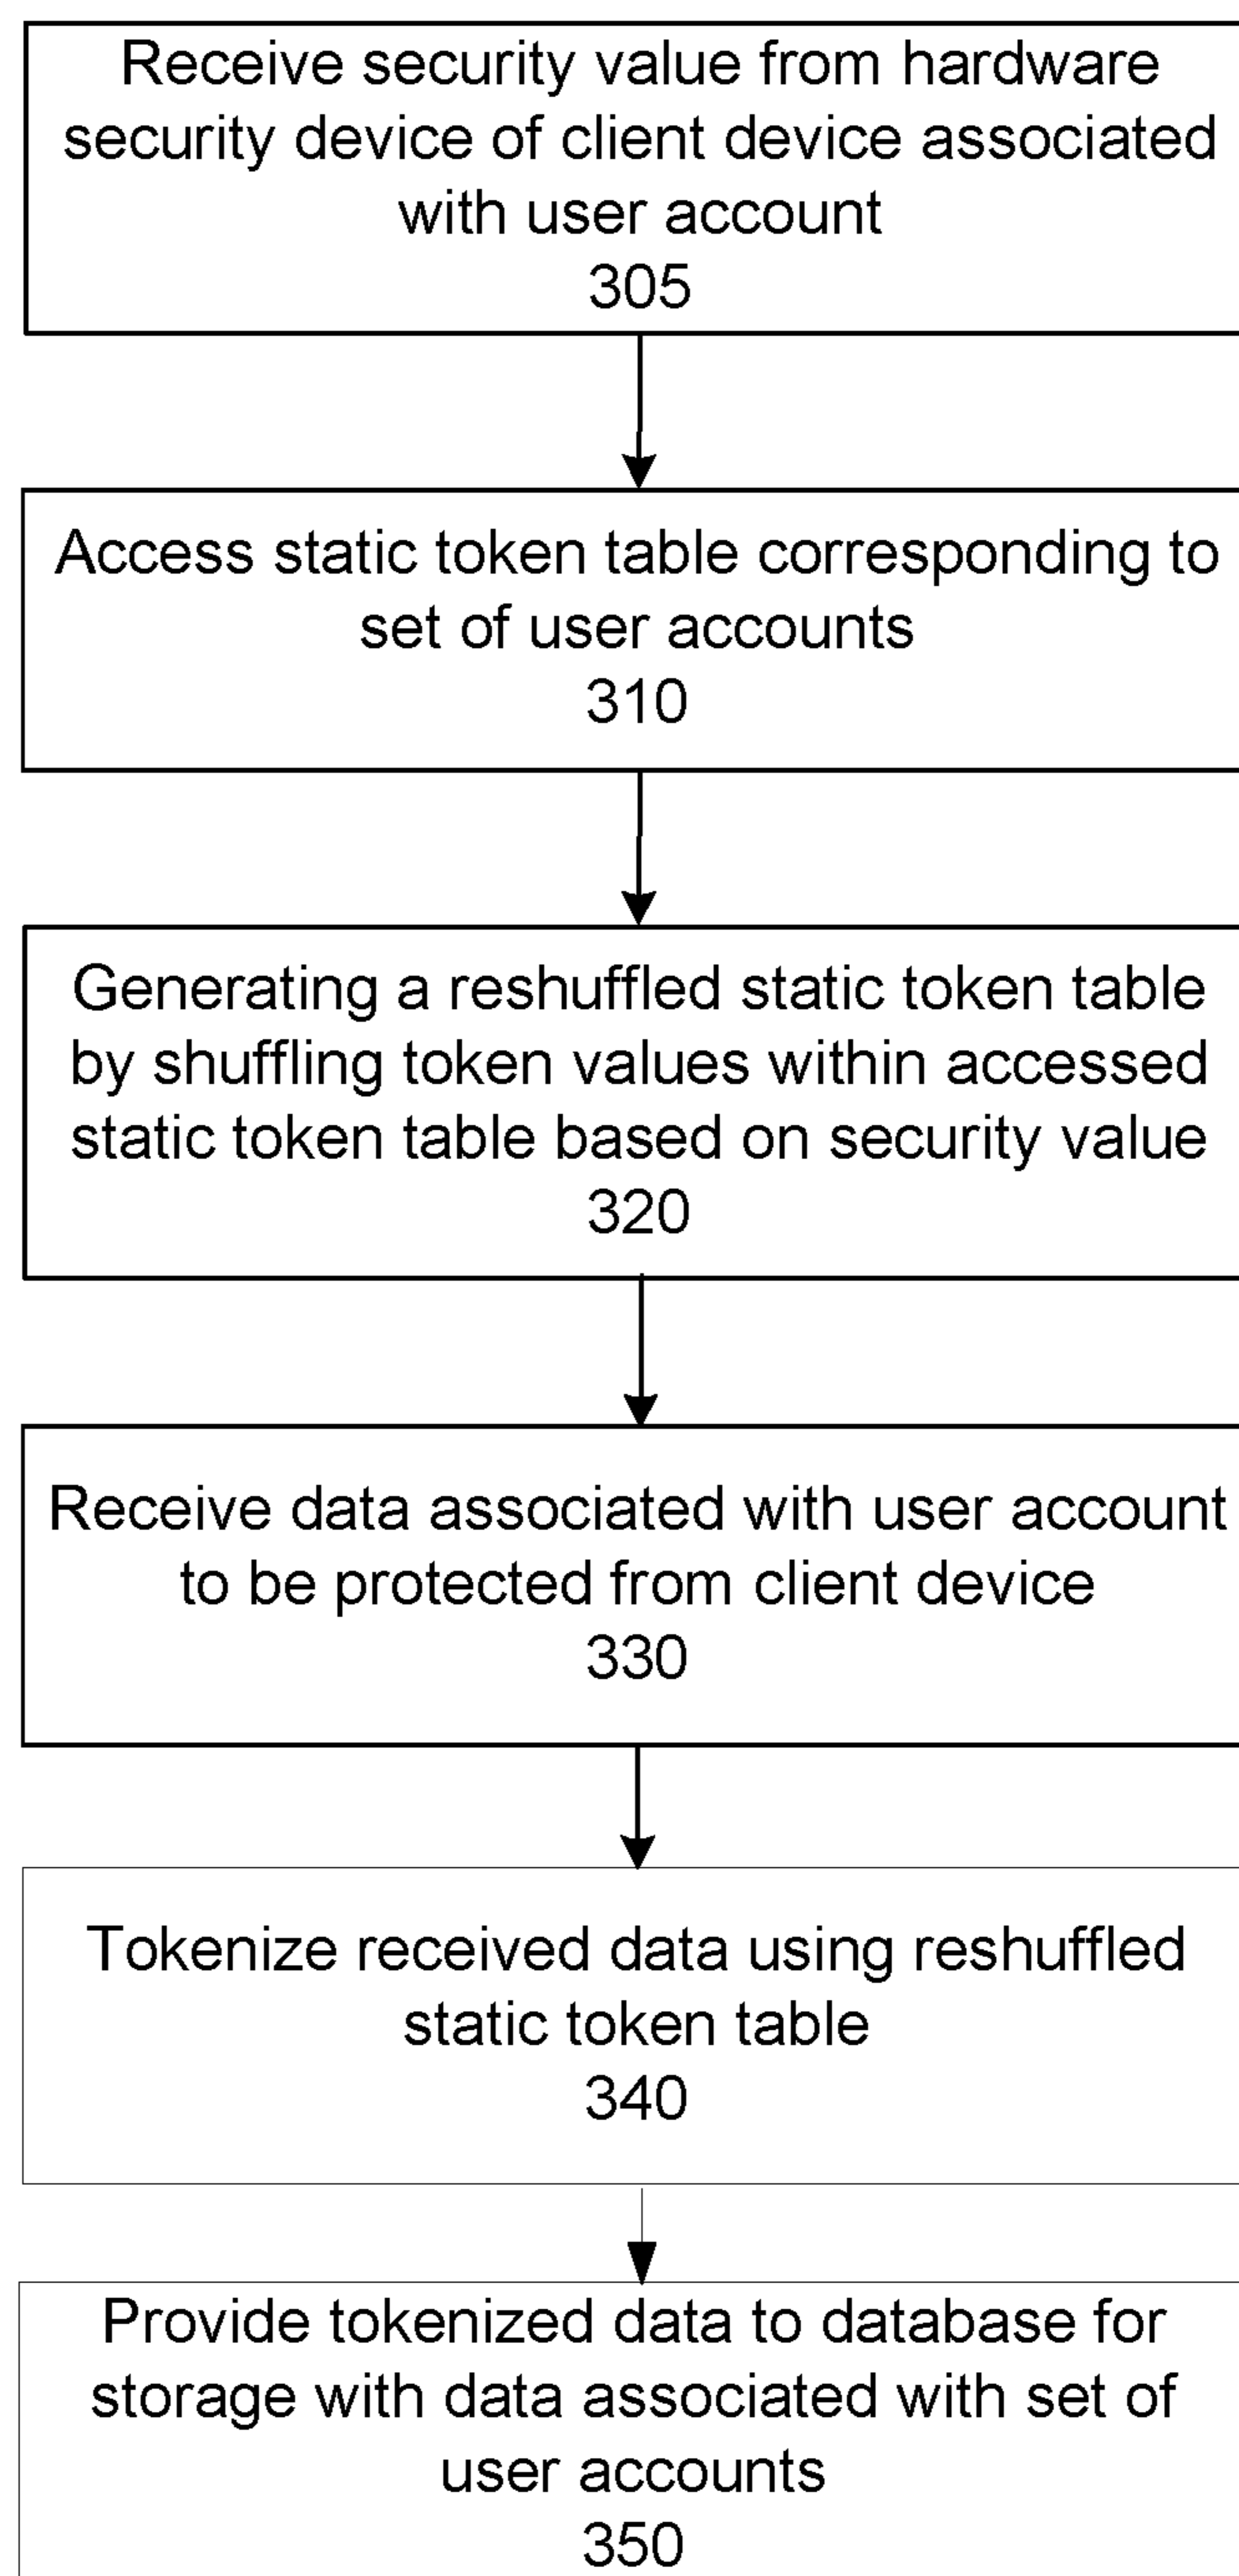 Receive security value from hardware
security device of client device associated
with user account
305
Access static token table corresponding to
set of user accounts
310
Generating a reshuffled static token table
by shuffling token values within accessed
static token table based on security value
320
Receive data associated with user account
to be protected from client device
330
Tokenize received data using reshuffled
static token table
340
Provide tokenized data to database for
storage with data associated with set of
user accounts
350